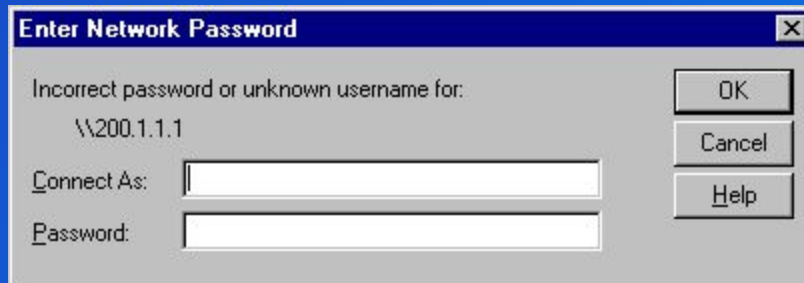 Enter Network Password
Incorrect password or unknown username for:
\\200.1.1.1
Connect As:
Password:
OK
Cancel
Help